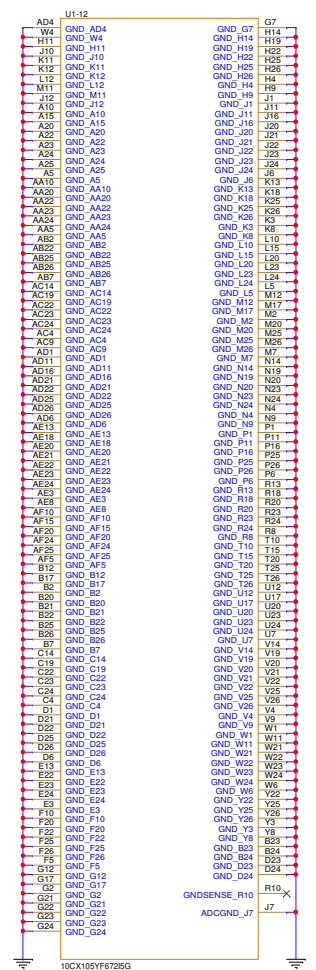 U1-12
AD4 GND_AD4 GND_G7 G7
W4 GND_W4 GND_H14 H14
H11 GND_H11 GND_H19 H19
J10 GND_J10 GND_H22 H22
K11 GND_K11 GND_H25 H25
K12 GND_K12 GND_H26 H26
L12 GND_L12 GND_H4 H4
M11 GND_M11 GND_H9 H9
J12 GND_J12 GND_J1 J1
A10 GND_A10 GND_J11 J11
A15 GND_A15 GND_J16 J16
A20 GND_A20 GND_J20 J20
A22 GND_A22 GND_J21 J21
A23 GND_A23 GND_J22 J22
A24 GND_A24 GND_J23 J23
A25 GND_A25 GND_J24 J24
A5 GND_A5 GND_J6 J6
AA10 GND_AA10 GND_K13 K13
AA20 GND_AA20 GND_K18 K18
AA22 GND_AA22 GND_K25 K25
AA23 GND_AA23 GND_K26 K26
AA24 GND_AA24 GND_K3 K3
AA5 GND_AA5 GND_K8 K8
AB2 GND_AB2 GND_L10 L10
AB22 GND_AB22 GND_L15 L15
AB25 GND_AB25 GND_L20 L20
AB26 GND_AB26 GND_L23 L23
AB7 GND_AB7 GND_L24 L24
AC14 GND_AC14 GND_L5 L5
AC19 GND_AC19 GND_M12 M12
AC22 GND_AC22 GND_M17 M17
AC23 GND_AC23 GND_M2 M2
AC24 GND_AC24 GND_M20 M20
AC4 GND_AC4 GND_M25 M25
AC9 GND_AC9 GND_M26 M26
AD1 GND_AD1 GND_M7 M7
AD11 GND_AD11 GND_N14 N14
AD16 GND_AD16 GND_N19 N19
AD21 GND_AD21 GND_N20 N20
AD22 GND_AD22 GND_N23 N23
AD25 GND_AD25 GND_N24 N24
AD26 GND_AD26 GND_N4 N4
AD6 GND_AD6 GND_N9 N9
AE13 GND_AE13 GND_P1 P1
AE18 GND_AE18 GND_P11 P11
AE20 GND_AE20 GND_P16 P16
AE21 GND_AE21 GND_P25 P25
AE22 GND_AE22 GND_P26 P26
AE23 GND_AE23 GND_P6 P6
AE24 GND_AE24 GND_R13 R13
AE3 GND_AE3 GND_R18 R18
AE8 GND_AE8 GND_R20 R20
AF10 GND_AF10 GND_R23 R23
AF15 GND_AF15 GND_R24 R24
AF20 GND_AF20 GND_R8 R8
AF24 GND_AF24 GND_T10 T10
AF25 GND_AF25 GND_T15 T15
AF5 GND_AF5 GND_T20 T20
B12 GND_B12 GND_T25 T25
B17 GND_B17 GND_T26 T26
B2 GND_B2 GND_U12 U12
B20 GND_B20 GND_U17 U17
B21 GND_B21 GND_U20 U20
B22 GND_B22 GND_U23 U23
B25 GND_B25 GND_U24 U24
B26 GND_B26 GND_U7 U7
B7 GND_B7 GND_V14 V14
C14 GND_C14 GND_V19 V19
C19 GND_C19 GND_V20 V20
C22 GND_C22 GND_V21 V21
C23 GND_C23 GND_V22 V22
C24 GND_C24 GND_V25 V25
C4 GND_C4 GND_V26 V26
D1 GND_D1 GND_V4 V4
D21 GND_D21 GND_V9 V9
D22 GND_D22 GND_W1 W1
D25 GND_D25 GND_W11 W11
D26 GND_D26 GND_W21 W21
D6 GND_D6 GND_W22 W22
E13 GND_E13 GND_W23 W23
E22 GND_E22 GND_W24 W24
E23 GND_E23 GND_W6 W6
E24 GND_E24 GND_Y22 Y22
E3 GND_E3 GND_Y25 Y25
F10 GND_F10 GND_Y26 Y26
F20 GND_F20 GND_Y3 Y3
F22 GND_F22 GND_Y8 Y8
F25 GND_F25 GND_B23 B23
F26 GND_F26 GND_B24 B24
F5 GND_F5 GND_D23 D23
G12 GND_G12 GND_D24 D24
G17 GND_G17
G2 GND_G2 GNDSENSE_R10 R10
G21 GND_G21
G22 GND_G22 ADCGND_J7 J7
G23 GND_G23
G24 GND_G24
10CX105YF672I5G